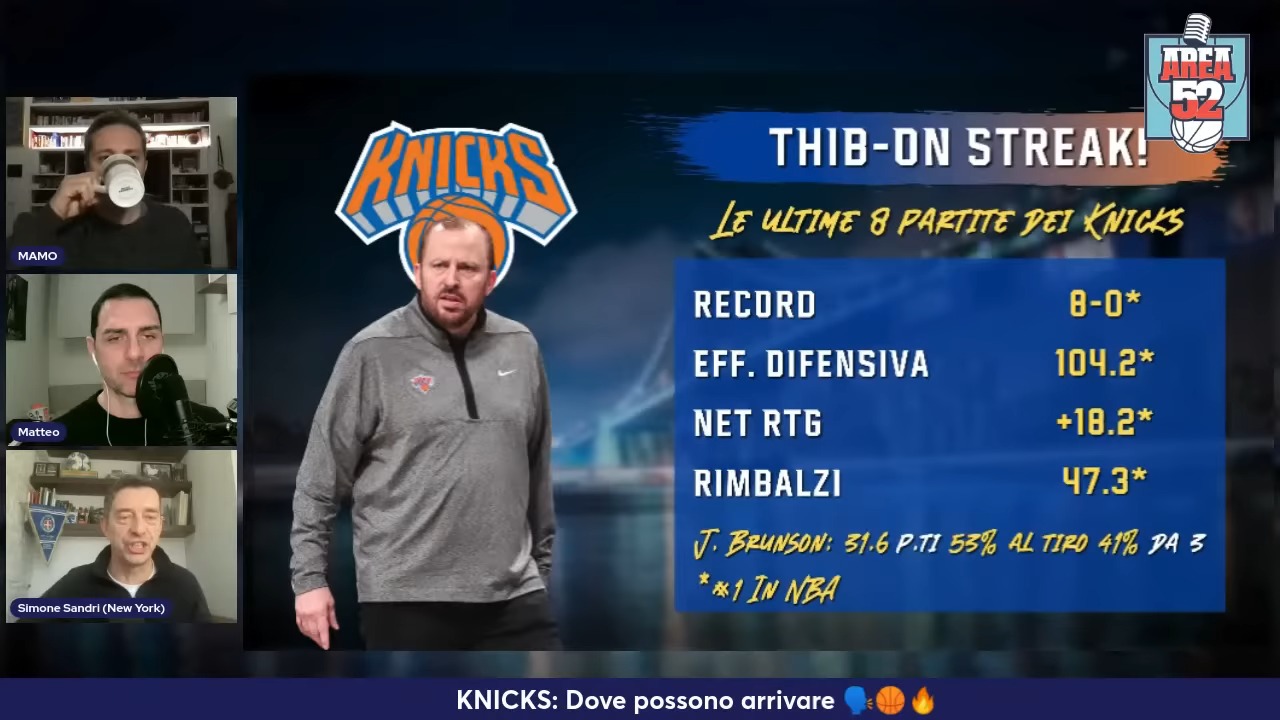 AREA
52
THIB-ON STREAK!
LE ULTIME 8 PARTITE DEI KNICKS
KNICKS
RECORD 8-0*
EFF. DIFENSIVA 104.2*
NET RTG +18.2*
RIMBALZI 47.3*
J. BRUNSON: 31.6 P.TI 53% AL TIRO 41% DA 3
*#1 IN NBA
MAMO
Matteo
Simone Sandri (New York)
KNICKS: Dove possono arrivare 🗣️🏀🔥